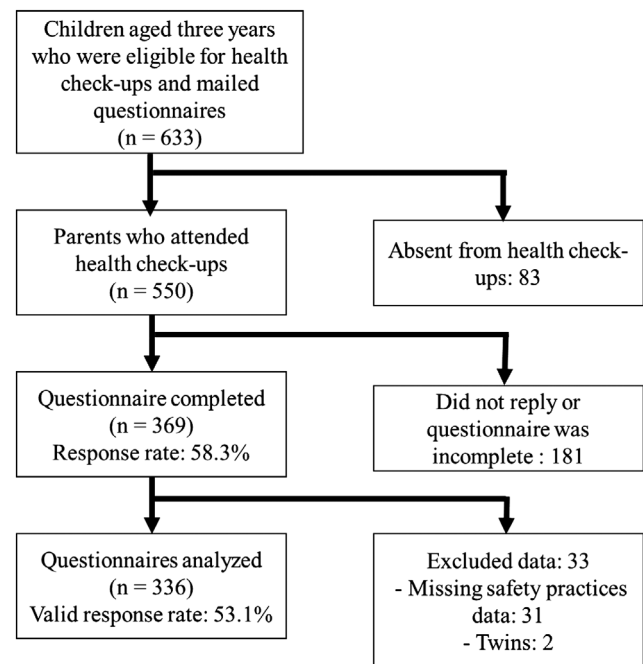 Children aged three years
who were eligible for health
check-ups and mailed
questionnaires
(n = 633)
Parents who attended
health check-ups
(n = 550)
Absent from health check-
ups: 83
Questionnaire completed
(n = 369)
Response rate: 58.3%
Did not reply or
questionnaire was
incomplete : 181
Questionnaires analyzed
(n = 336)
Valid response rate: 53.1%
Excluded data: 33
- Missing safety practices
data: 31
- Twins: 2